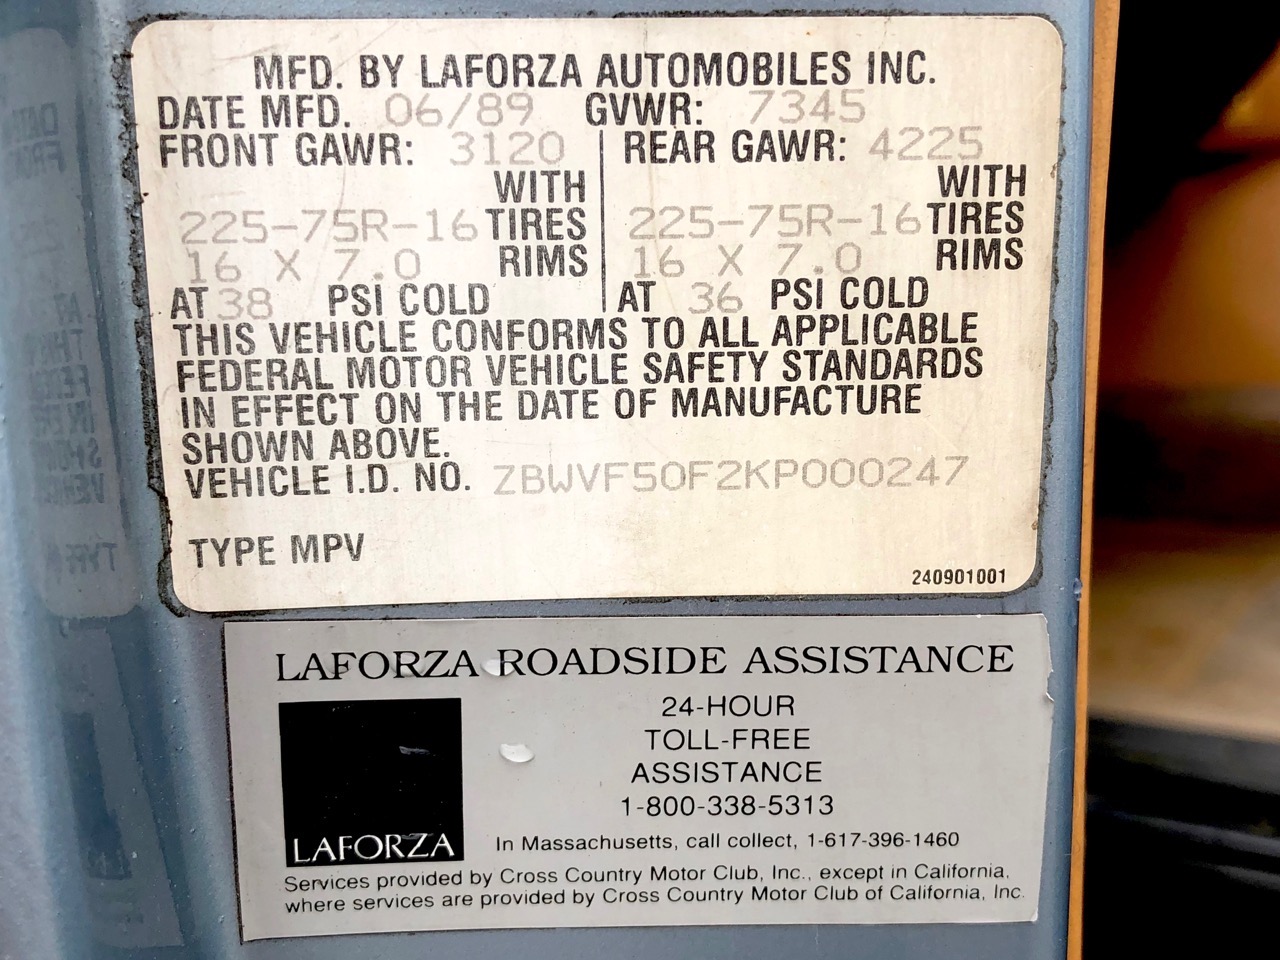 MFD. BY LAFORZA AUTOMOBILES INC.
DATE MFD. 06/89 GVWR: 7345
FRONT GAWR: 3120 REAR GAWR: 4225
WITH WITH
225-75R-16 TIRES 225-75R-16 TIRES
16 X 7.0 RIMS 16 X 7.0 RIMS
AT 38 PSI COLD AT 36 PSI COLD
THIS VEHICLE CONFORMS TO ALL APPLICABLE
FEDERAL MOTOR VEHICLE SAFETY STANDARDS
IN EFFECT ON THE DATE OF MANUFACTURE
SHOWN ABOVE.
VEHICLE I.D. NO. ZBWVF50F2KP000247
TYPE MPV
240901001
LAFORZA ROADSIDE ASSISTANCE
24-HOUR
TOLL-FREE
ASSISTANCE
1-800-338-5313
LAFORZA
In Massachusetts, call collect, 1-617-396-1460
Services provided by Cross Country Motor Club, Inc., except in California,
where services are provided by Cross Country Motor Club of California, Inc.